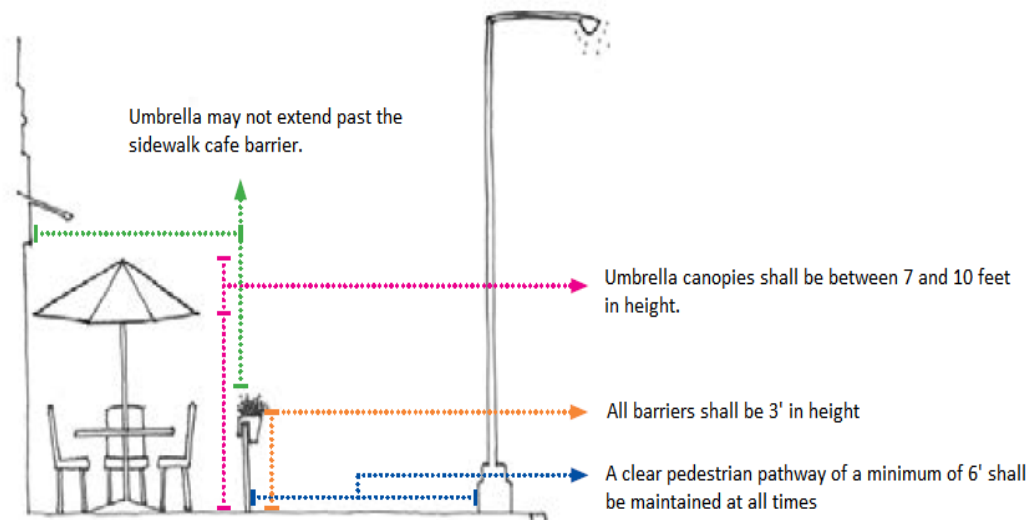 Umbrella may not extend past the
sidewalk cafe barrier.
Umbrella canopies shall be between 7 and 10 feet
in height.
All barriers shall be 3' in height
A clear pedestrian pathway of a minimum of 6' shall
be maintained at all times